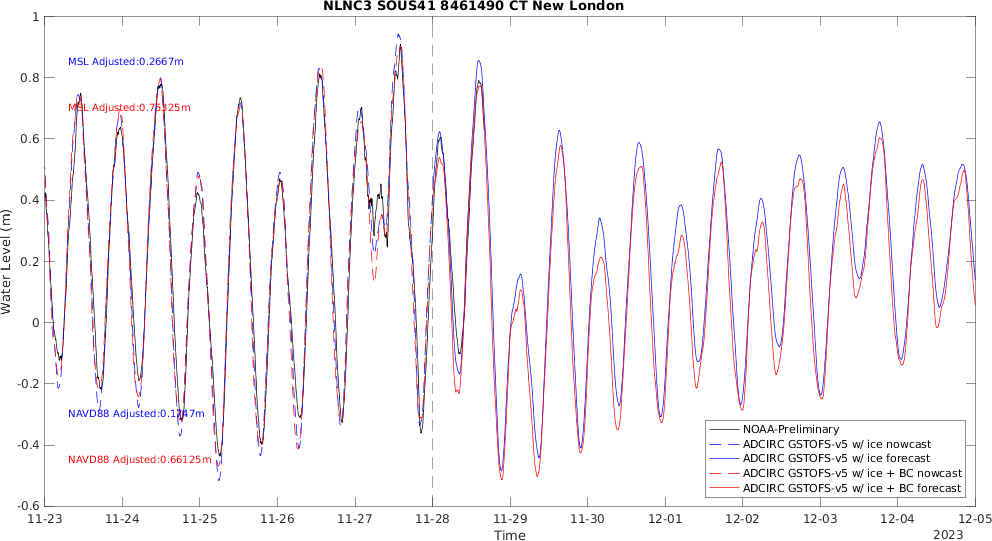 NLNC3 SOUS41 8461490 CT New London
Water Level (m)
1
0.8
0.6
0.4
0.2
0
-0.2
-0.4
-0.6
MSL Adjusted:0.2667m
MSL Adjusted:0.75325m
NAVD88 Adjusted:0.1747m
NAVD88 Adjusted:0.66125m
NOAA-Preliminary
ADCIRC GSTOFS-v5 w/ ice nowcast
ADCIRC GSTOFS-v5 w/ ice forecast
ADCIRC GSTOFS-v5 w/ ice + BC nowcast
ADCIRC GSTOFS-v5 w/ ice + BC forecast
11-23 11-24 11-25 11-26 11-27 11-28 11-29 11-30 12-01 12-02 12-03 12-04 12-05
Time
2023